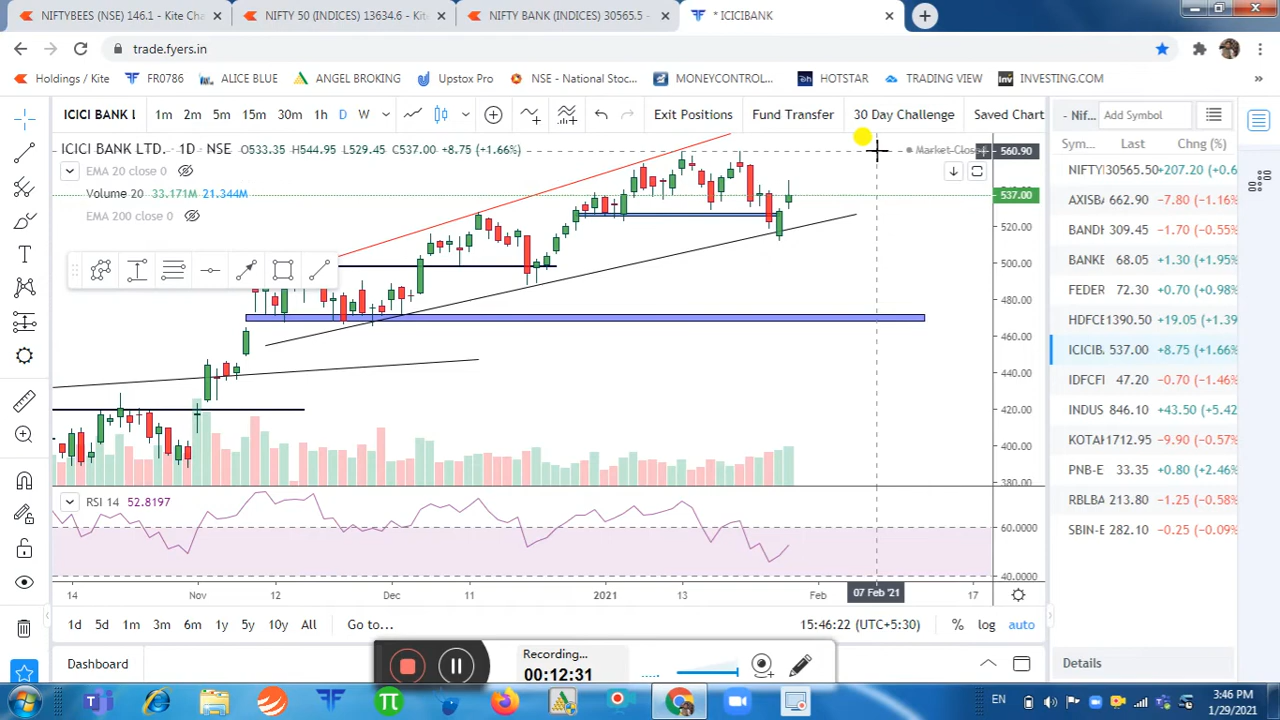 NIFTYBEES (NSE) 146.1 - Kite Cha
NIFTY 50 (INDICES) 13634.6 - Kit
NK (INDICES) 30565.5 -
* ICICIBANK
trade.fyers.in
Holdings / Kite
FR0786
ALICE BLUE
ANGEL BROKING
Upstox Pro
NSE - National Stoc...
MONEYCONTROL
HOTSTAR
TRADING VIEW
INVESTING.COM
ICICI BANK L
1m 2m 5m 15m 30m 1h D W
Exit Positions
Fund Transfer
30 Day Challenge
Saved Chart
- Nif...
Add Symbol
ICICI BANK LTD. · 1D · NSE O533.35 H544.95 L529.45 C537.00 +8.75 (+1.66%)
Market Clos
EMA 20 close 0
Volume 20 33.171M 21.344M
EMA 200 close 0
560.90
537.00
520.00
500.00
480.00
460.00
440.00
420.00
400.00
380.00
RSI 14 52.8197
60.0000
40.0000
14 Nov 12 Dec 11 2021 13 Feb 07 Feb '21 17
1d 5d 1m 3m 6m 1y 5y 10y All Go to...
15:46:22 (UTC+5:30) % log auto
Sym... Last Chng (%)
NIFTY 30565.50 +207.20 (+0.6
AXISB 662.90 -7.80 (-1.16%
BANDI 309.45 -1.70 (-0.55%
BANKE 68.05 +1.30 (+1.95%
FEDER 72.30 +0.70 (+0.98%
HDFCE 1390.50 +19.05 (+1.39
ICICIB. 537.00 +8.75 (+1.66%
IDFCFI 47.20 -0.70 (-1.46%
INDUS 846.10 +43.50 (+5.42
KOTAK 1712.95 -9.90 (-0.57%
PNB-E 33.35 +0.80 (+2.46%
RBLBA 213.80 -1.25 (-0.58%
SBIN-E 282.10 -0.25 (-0.09%
Dashboard
Recording...
00:12:31
Details
EN
3:46 PM
1/29/2021